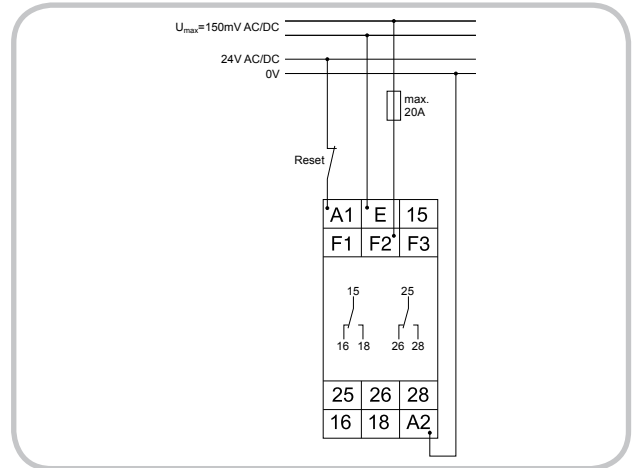 Umax=150mV AC/DC
24V AC/DC
0V
max.
20A
Reset
A1 E 15
F1 F2 F3
15 25
16 18 26 28
25 26 28
16 18 A2